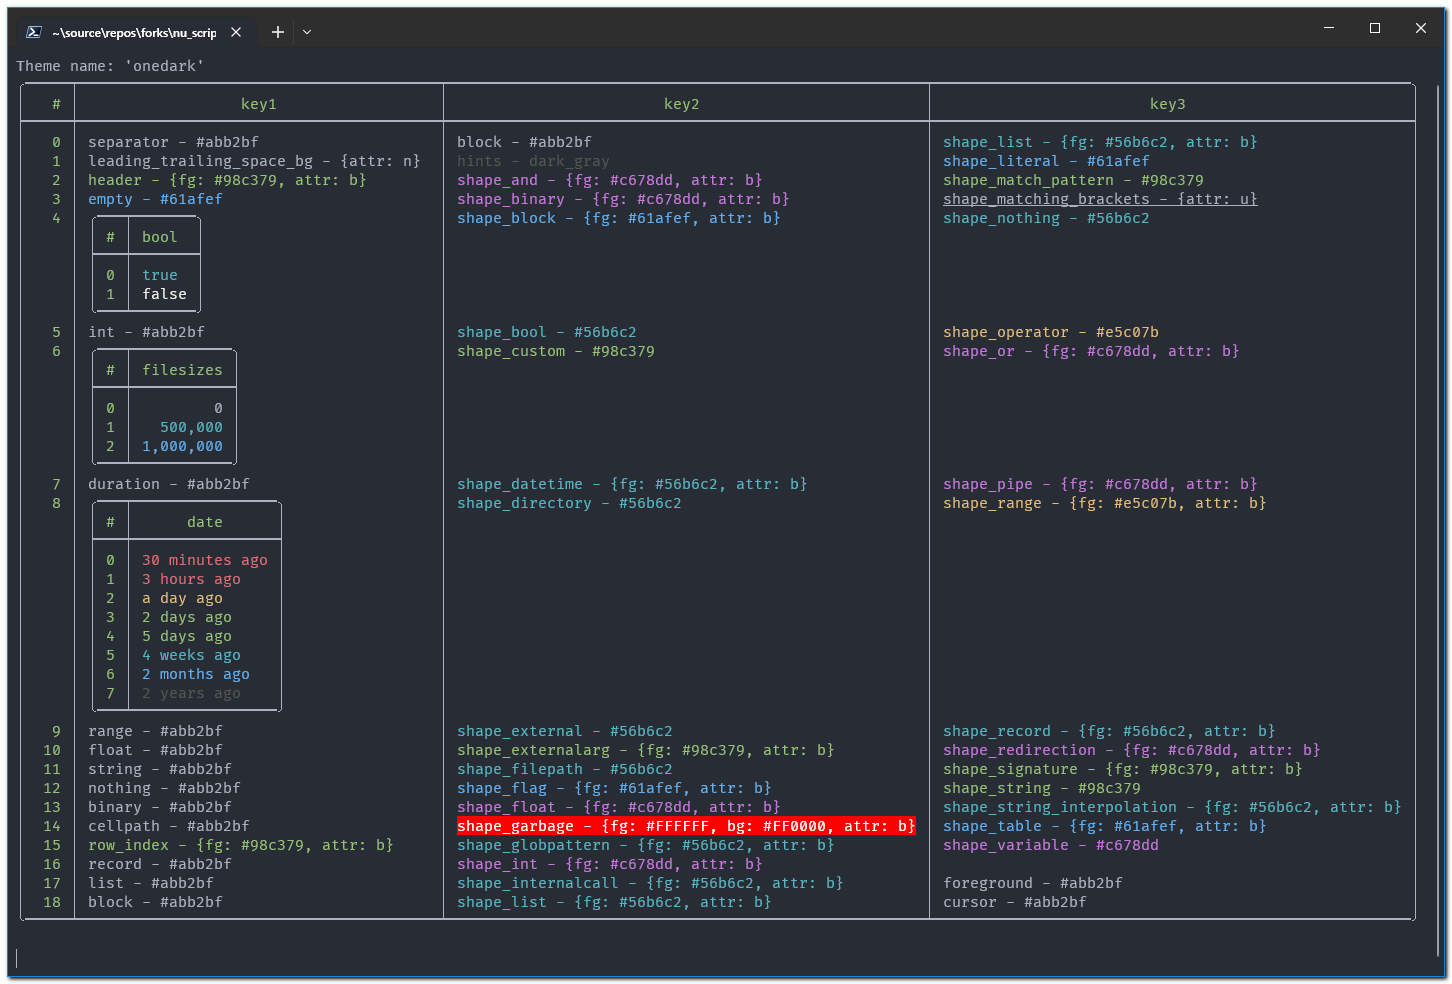 ~\source\repos\forks\nu_scrip
Theme name: 'onedark'
# key1 key2 key3
0 separator - #abb2bf block - #abb2bf shape_list - {fg: #56b6c2, attr: b}
1 leading_trailing_space_bg - {attr: n} hints - dark_gray shape_literal - #61afef
2 header - {fg: #98c379, attr: b} shape_and - {fg: #c678dd, attr: b} shape_match_pattern - #98c379
3 empty - #61afef shape_binary - {fg: #c678dd, attr: b} shape_matching_brackets - {attr: u}
4 shape_block - {fg: #61afef, attr: b} shape_nothing - #56b6c2
# bool
0 true
1 false
5 int - #abb2bf shape_bool - #56b6c2 shape_operator - #e5c07b
6 shape_custom - #98c379 shape_or - {fg: #c678dd, attr: b}
# filesizes
0 0
1 500,000
2 1,000,000
7 duration - #abb2bf shape_datetime - {fg: #56b6c2, attr: b} shape_pipe - {fg: #c678dd, attr: b}
8 shape_directory - #56b6c2 shape_range - {fg: #e5c07b, attr: b}
# date
0 30 minutes ago
1 3 hours ago
2 a day ago
3 2 days ago
4 5 days ago
5 4 weeks ago
6 2 months ago
7 2 years ago
9 range - #abb2bf shape_external - #56b6c2 shape_record - {fg: #56b6c2, attr: b}
10 float - #abb2bf shape_externalarg - {fg: #98c379, attr: b} shape_redirection - {fg: #c678dd, attr: b}
11 string - #abb2bf shape_filepath - #56b6c2 shape_signature - {fg: #98c379, attr: b}
12 nothing - #abb2bf shape_flag - {fg: #61afef, attr: b} shape_string - #98c379
13 binary - #abb2bf shape_float - {fg: #c678dd, attr: b} shape_string_interpolation - {fg: #56b6c2, attr: b}
14 cellpath - #abb2bf shape_garbage - {fg: #FFFFFF, bg: #FF0000, attr: b} shape_table - {fg: #61afef, attr: b}
15 row_index - {fg: #98c379, attr: b} shape_globpattern - {fg: #56b6c2, attr: b} shape_variable - #c678dd
16 record - #abb2bf shape_int - {fg: #c678dd, attr: b}
17 list - #abb2bf shape_internalcall - {fg: #56b6c2, attr: b} foreground - #abb2bf
18 block - #abb2bf shape_list - {fg: #56b6c2, attr: b} cursor - #abb2bf